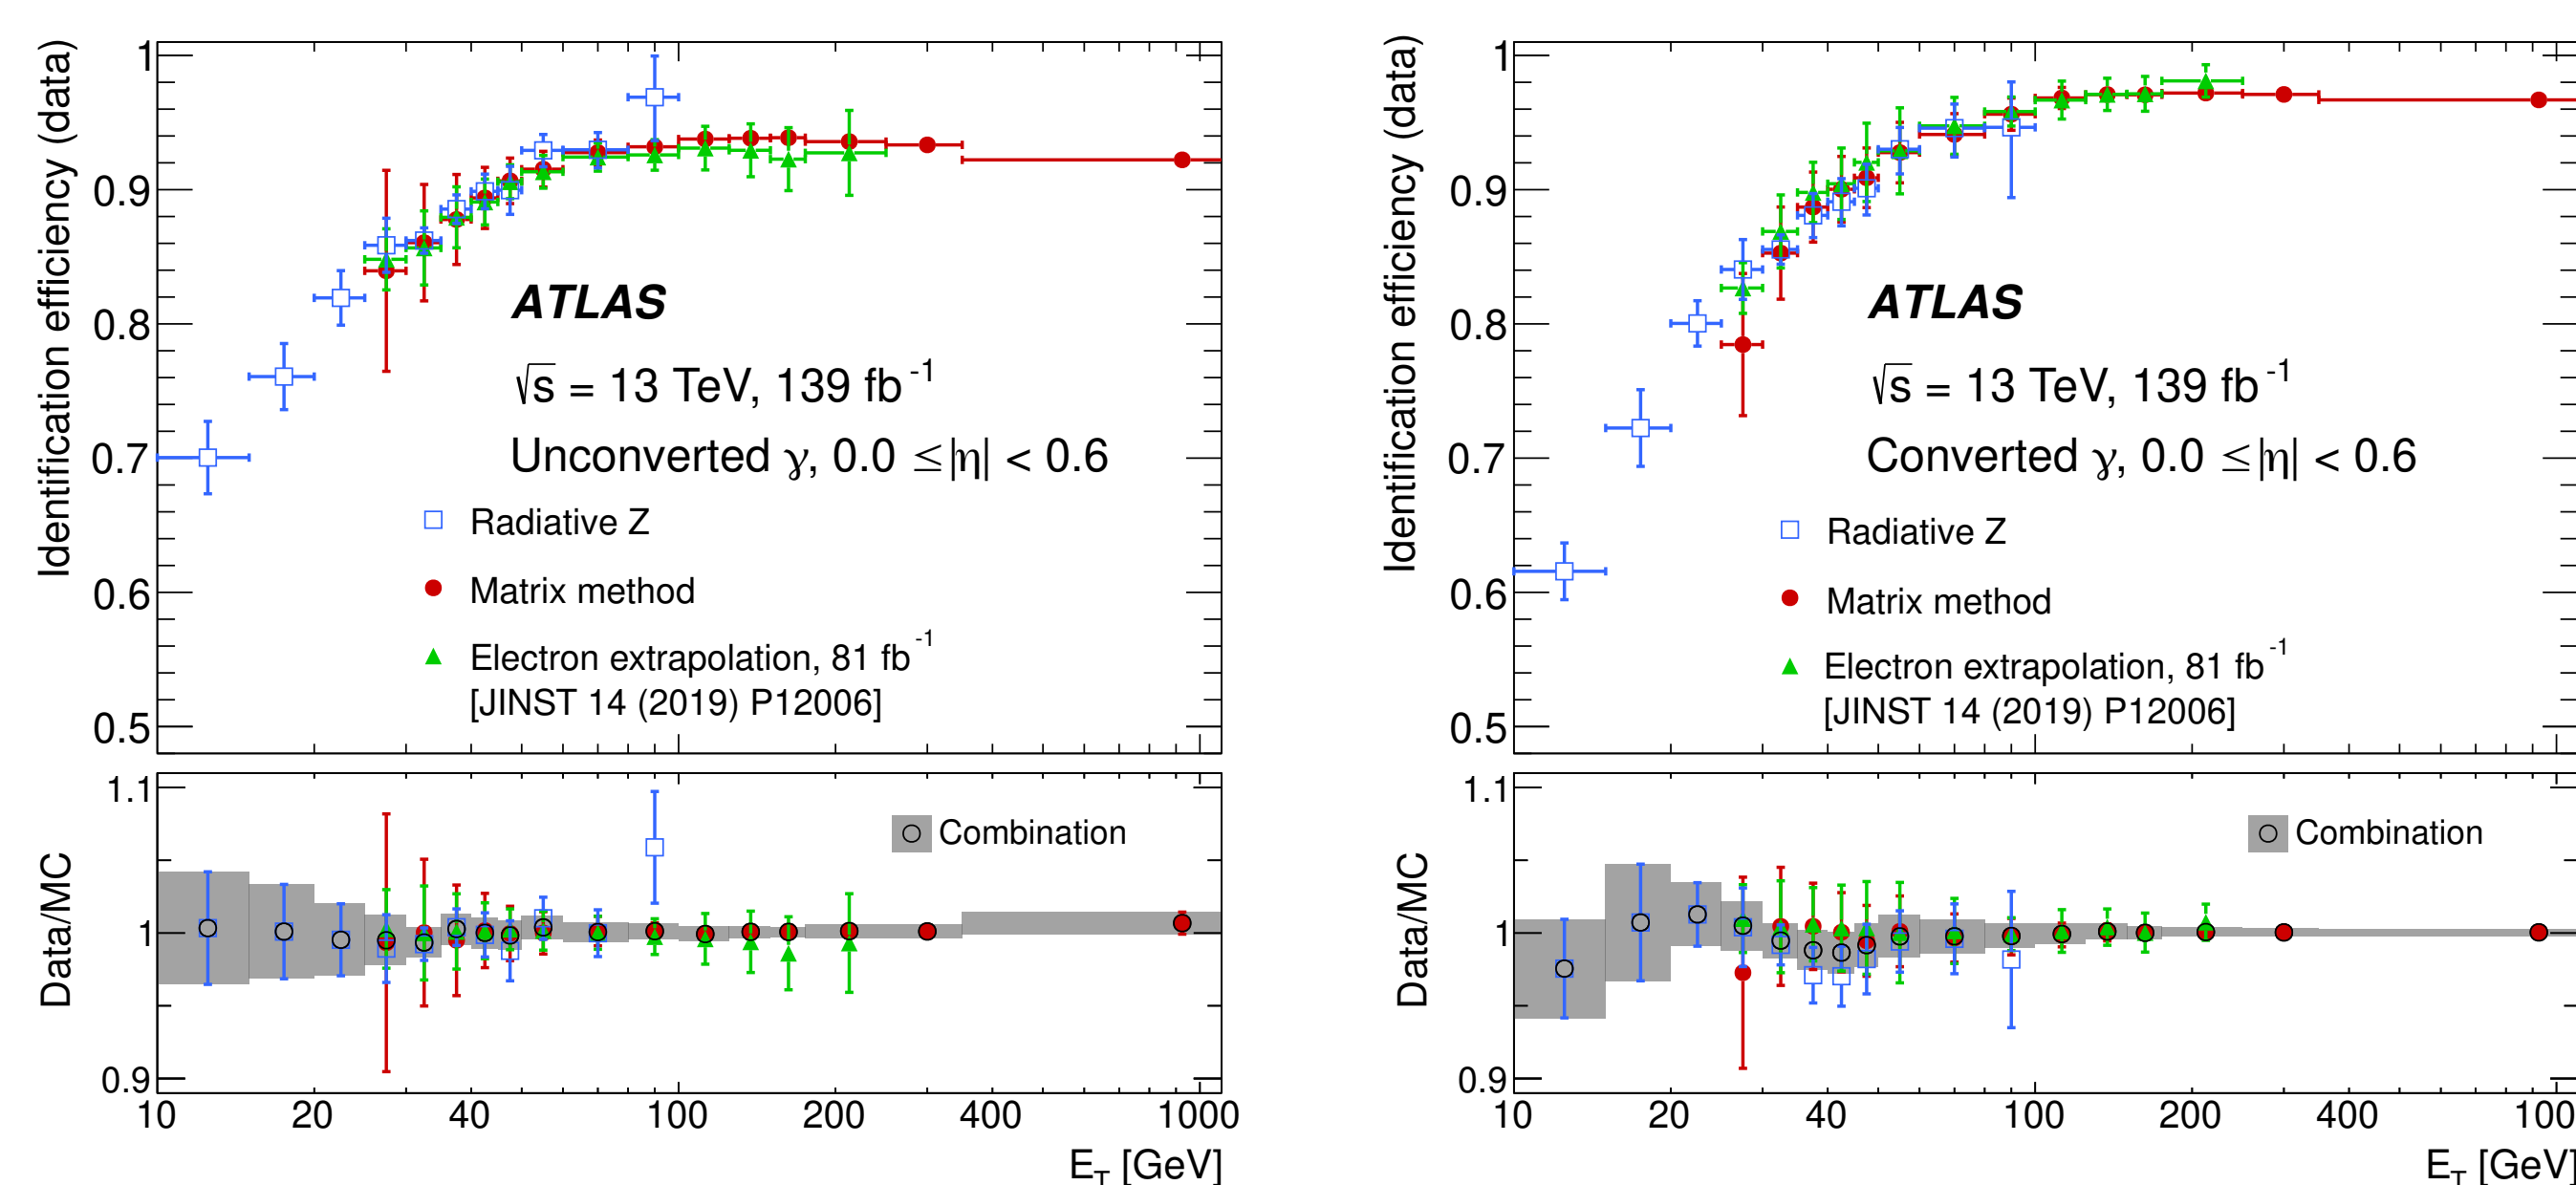 Identification efficiency (data)
1
0.9
0.8
0.7
0.6
0.5
ATLAS
√s = 13 TeV, 139 fb⁻¹
Unconverted γ, 0.0 ≤|η| < 0.6
Radiative Z
Matrix method
Electron extrapolation, 81 fb⁻¹
[JINST 14 (2019) P12006]
Data/MC
1.1
1
0.9
Combination
10 20 40 100 200 400 1000
E_T [GeV]
Identification efficiency (data)
1
0.9
0.8
0.7
0.6
0.5
ATLAS
√s = 13 TeV, 139 fb⁻¹
Converted γ, 0.0 ≤|η| < 0.6
Radiative Z
Matrix method
Electron extrapolation, 81 fb⁻¹
[JINST 14 (2019) P12006]
Data/MC
1.1
1
0.9
Combination
10 20 40 100 200 400 100
E_T [GeV]